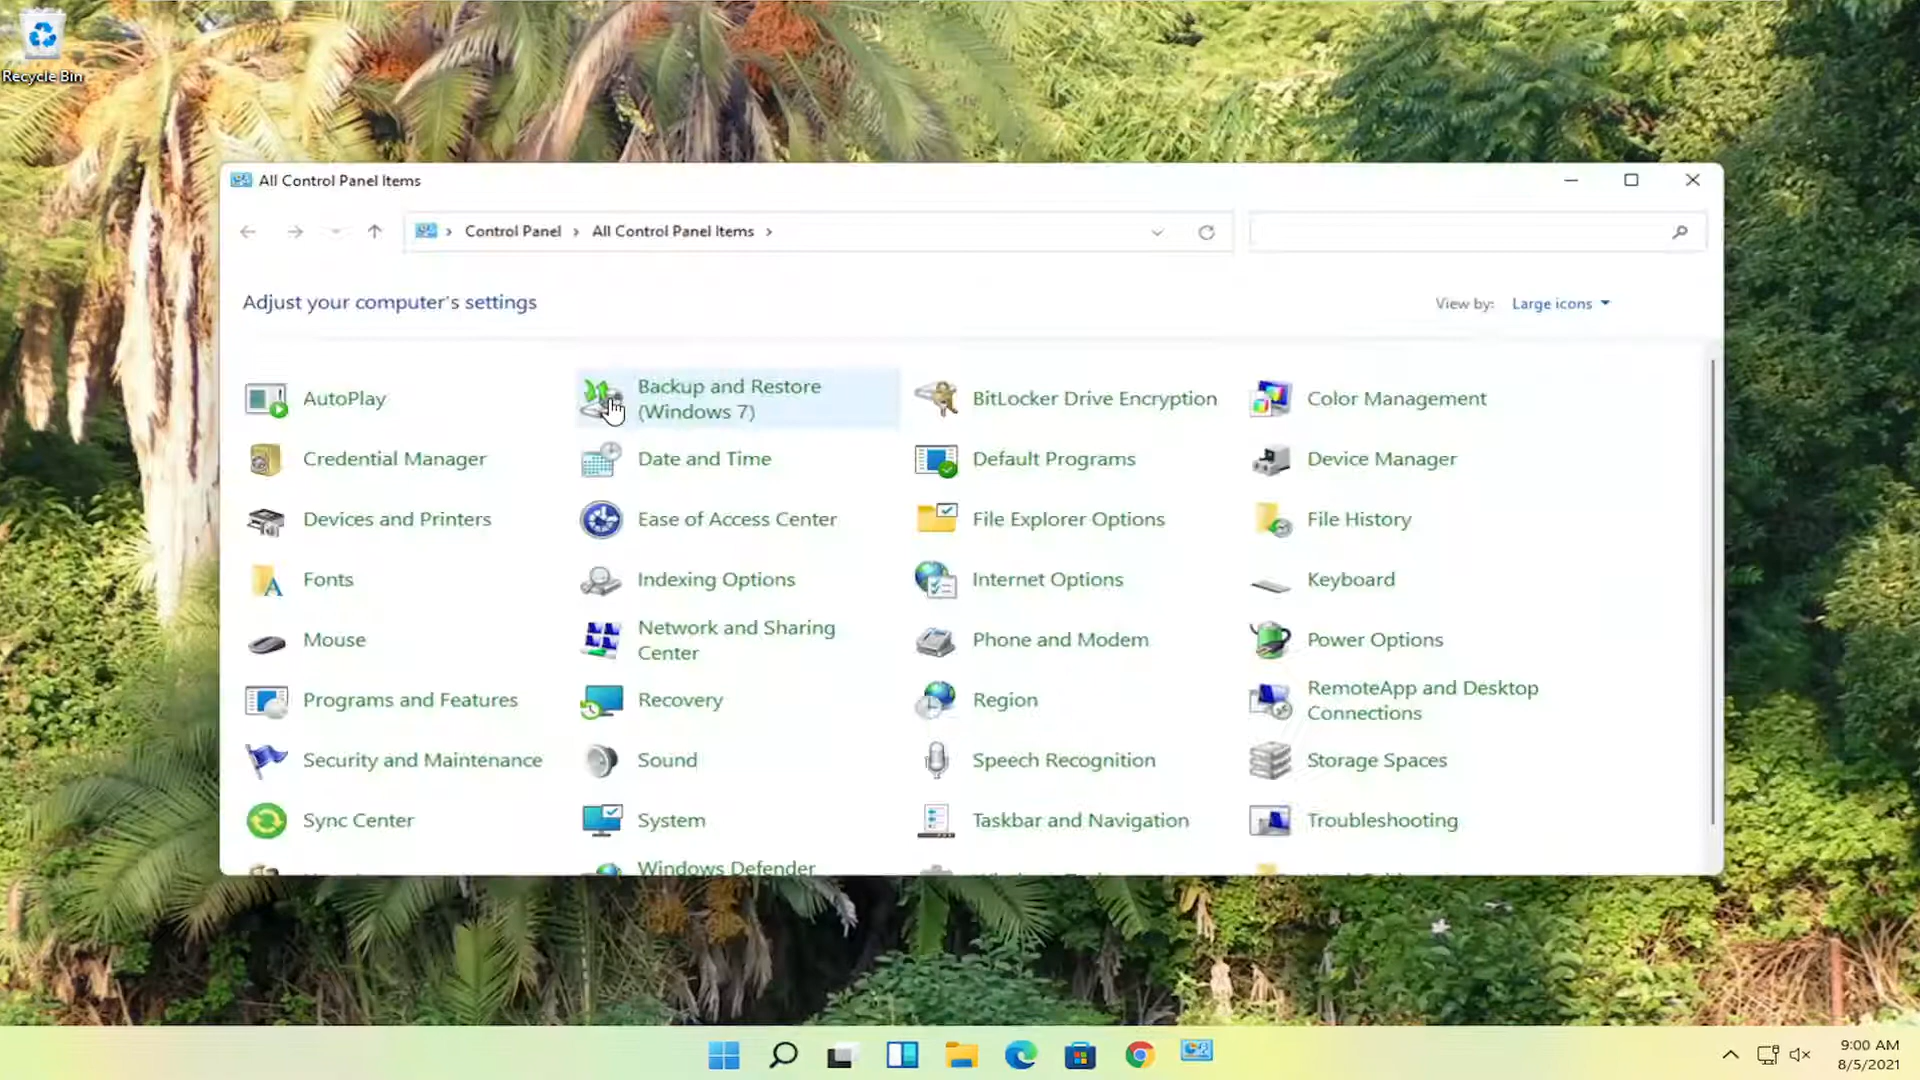 Recycle Bin
All Control Panel Items
Control Panel
All Control Panel Items
Adjust your computer's settings
View by:
Large icons
AutoPlay
Backup and Restore
(Windows 7)
BitLocker Drive Encryption
Color Management
Credential Manager
Date and Time
Default Programs
Device Manager
Devices and Printers
Ease of Access Center
File Explorer Options
File History
Fonts
Indexing Options
Internet Options
Keyboard
Mouse
Network and Sharing
Center
Phone and Modem
Power Options
Programs and Features
Recovery
Region
RemoteApp and Desktop
Connections
Security and Maintenance
Sound
Speech Recognition
Storage Spaces
Sync Center
System
Taskbar and Navigation
Troubleshooting
Windows Defender
9:00 AM
8/5/2021